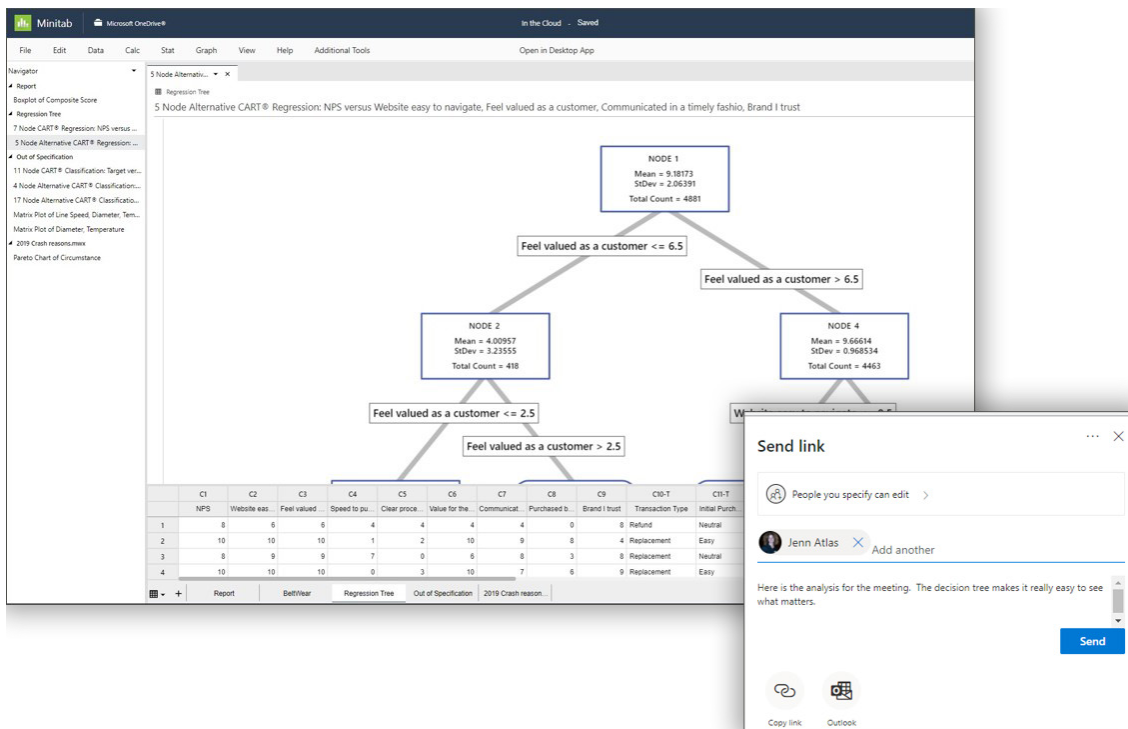 Minitab
Microsoft OneDrive®
In the Cloud - Saved
File Edit Data Calc Stat Graph View Help Additional Tools Open in Desktop App
Navigator
Report
Boxplot of Composite Score
Regression Tree
7 Node CART® Regression: NPS versus ...
5 Node Alternative CART® Regression: ...
Out of Specification
11 Node CART® Classification: Target ver...
4 Node Alternative CART® Classification:...
17 Node Alternative CART® Classificatio...
Matrix Plot of Line Speed, Diameter, Tem...
Matrix Plot of Diameter, Temperature
2019 Crash reasons.mwx
Pareto Chart of Circumstance
5 Node Alternativ...
Regression Tree
5 Node Alternative CART® Regression: NPS versus Website easy to navigate, Feel valued as a customer, Communicated in a timely fashio, Brand I trust
NODE 1
Mean = 9.18173
StDev = 2.06391
Total Count = 4881
Feel valued as a customer <= 6.5
Feel valued as a customer > 6.5
NODE 2
Mean = 4.00957
StDev = 3.23555
Total Count = 418
NODE 4
Mean = 9.66614
StDev = 0.968534
Total Count = 4463
Feel valued as a customer <= 2.5
Feel valued as a customer > 2.5
C1 C2 C3 C4 C5 C6 C7 C8 C9 C10-T C11-T
NPS Website eas... Feel valued ... Speed to pu... Clear proce... Value for the... Communicat... Purchased b... Brand I trust Transaction Type Initial Purch...
1 8 6 6 4 4 4 4 0 8 Refund Neutral
2 10 10 10 1 2 10 9 8 4 Replacement Easy
3 8 9 9 7 0 6 8 3 8 Replacement Neutral
4 10 10 10 0 3 10 7 6 9 Replacement Easy
Report BeltWear Regression Tree Out of Specification 2019 Crash reason...
Send link
People you specify can edit
Jenn Atlas
Add another
Here is the analysis for the meeting. The decision tree makes it really easy to see
what matters.
Send
Copy link
Outlook